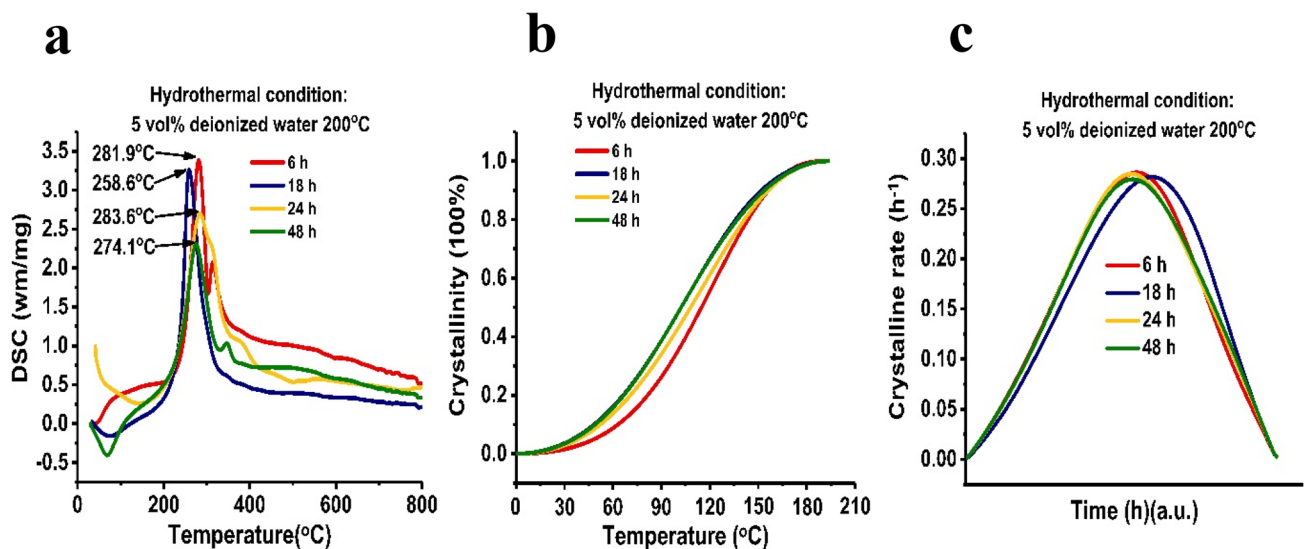 a
Hydrothermal condition:
5 vol% deionized water 200°C
281.9°C
258.6°C
283.6°C
274.1°C
6 h
18 h
24 h
48 h
3.5
3.0
2.5
2.0
1.5
1.0
0.5
0.0
-0.5
DSC (wm/mg)
0
200
400
600
800
Temperature(°C)
b
Hydrothermal condition:
5 vol% deionized water 200°C
6 h
18 h
24 h
48 h
1.0
0.8
0.6
0.4
0.2
0.0
Crystallinity (100%)
0
30
60
90
120
150
180
210
Temperature (°C)
c
Hydrothermal condition:
5 vol% deionized water 200°C
0.30
0.25
0.20
0.15
0.10
0.05
0.00
Crystalline rate (h⁻¹)
6 h
18 h
24 h
48 h
Time (h)(a.u.)